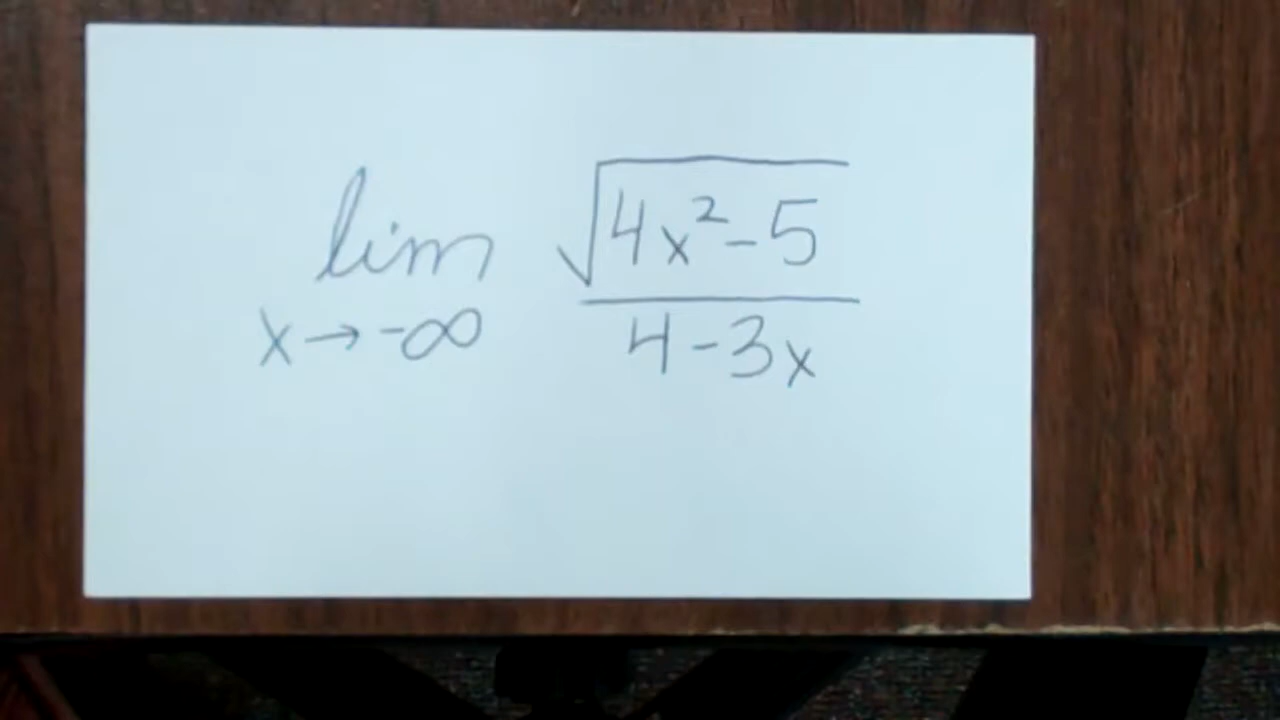 lim √(4x²-5)
x→-∞ 4-3x